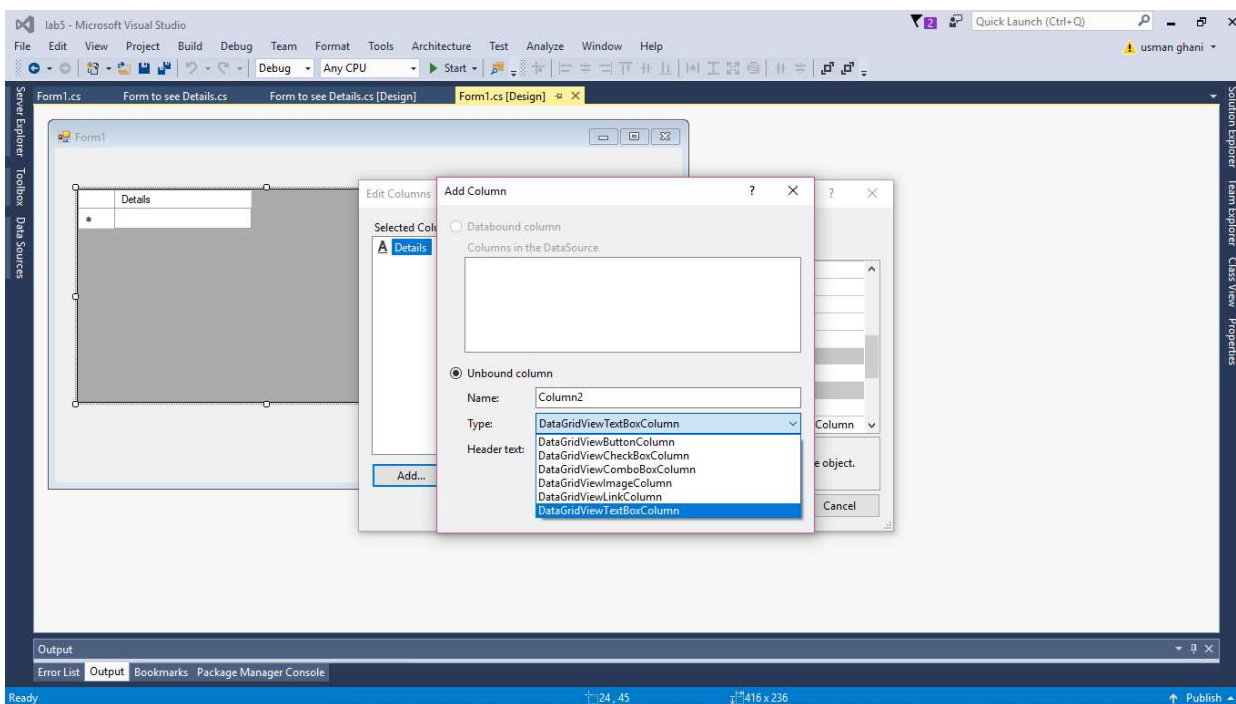 lab5 - Microsoft Visual Studio
2
Quick Launch (Ctrl+Q)
File Edit View Project Build Debug Team Format Tools Architecture Test Analyze Window Help
usman ghani
Debug Any CPU Start
Form1.cs Form to see Details.cs Form to see Details.cs [Design] Form1.cs [Design]
Server Explorer Toolbox Data Sources
Solution Explorer Team Explorer Class View Properties
Form1
Details
Edit Columns
Selected Colu
Details
Add...
Add Column
Databound column
Columns in the DataSource
Unbound column
Name: Column2
Type: DataGridViewTextBoxColumn
Header text:
DataGridViewButtonColumn
DataGridViewCheckBoxColumn
DataGridViewComboBoxColumn
DataGridViewImageColumn
DataGridViewLinkColumn
DataGridViewTextBoxColumn
Column
e object.
Cancel
Output
Error List Output Bookmarks Package Manager Console
Ready 24 , 45 416 x 236 Publish